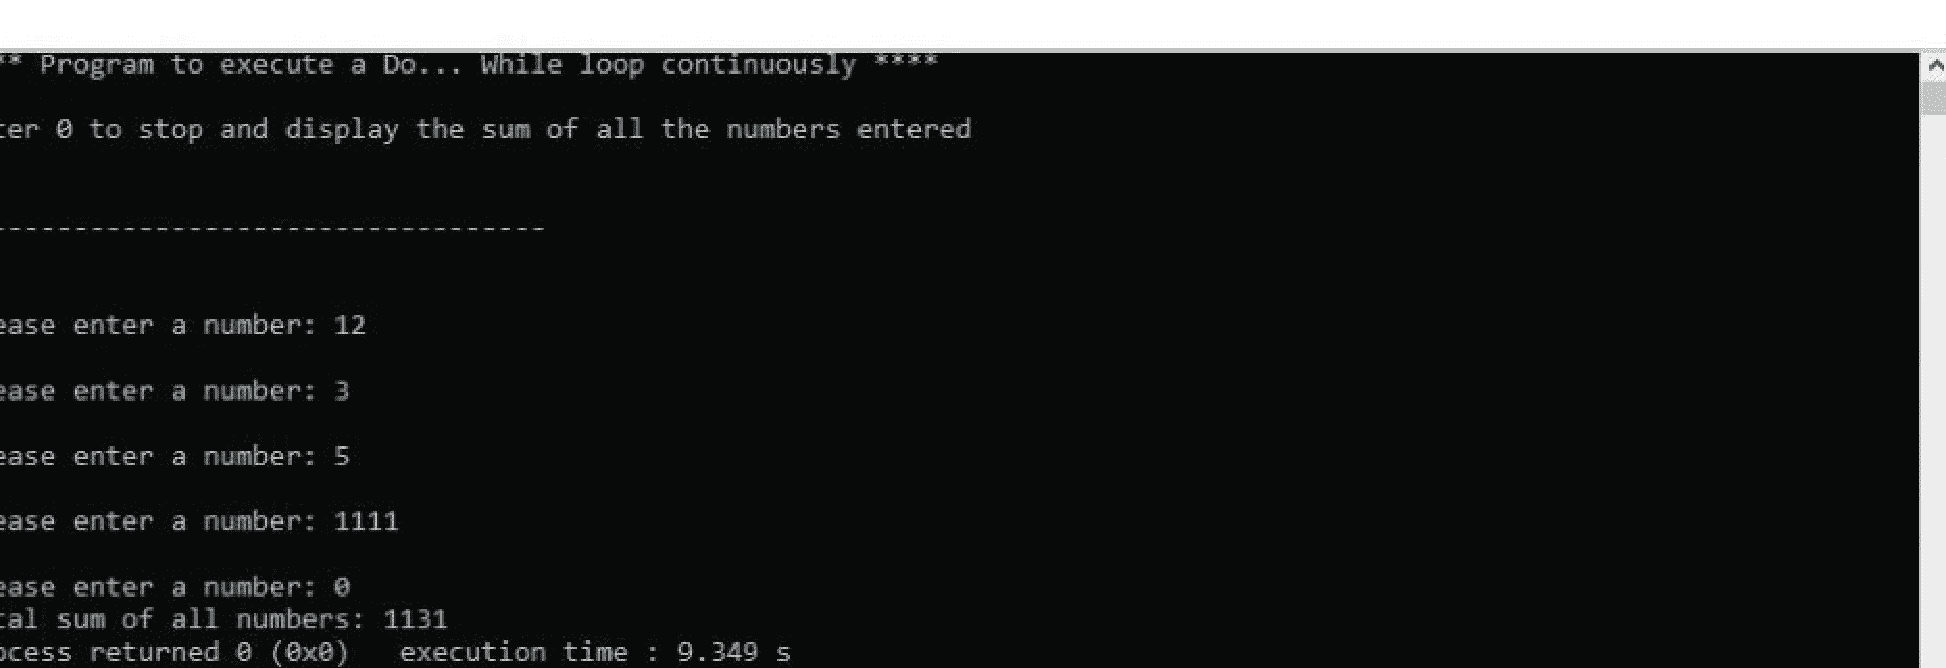 ** Program to execute a Do... While loop continuously ****
ter 0 to stop and display the sum of all the numbers entered
----------------------------------
ease enter a number: 12
ease enter a number: 3
ease enter a number: 5
ease enter a number: 1111
ease enter a number: 0
tal sum of all numbers: 1131
ocess returned 0 (0x0)   execution time : 9.349 s